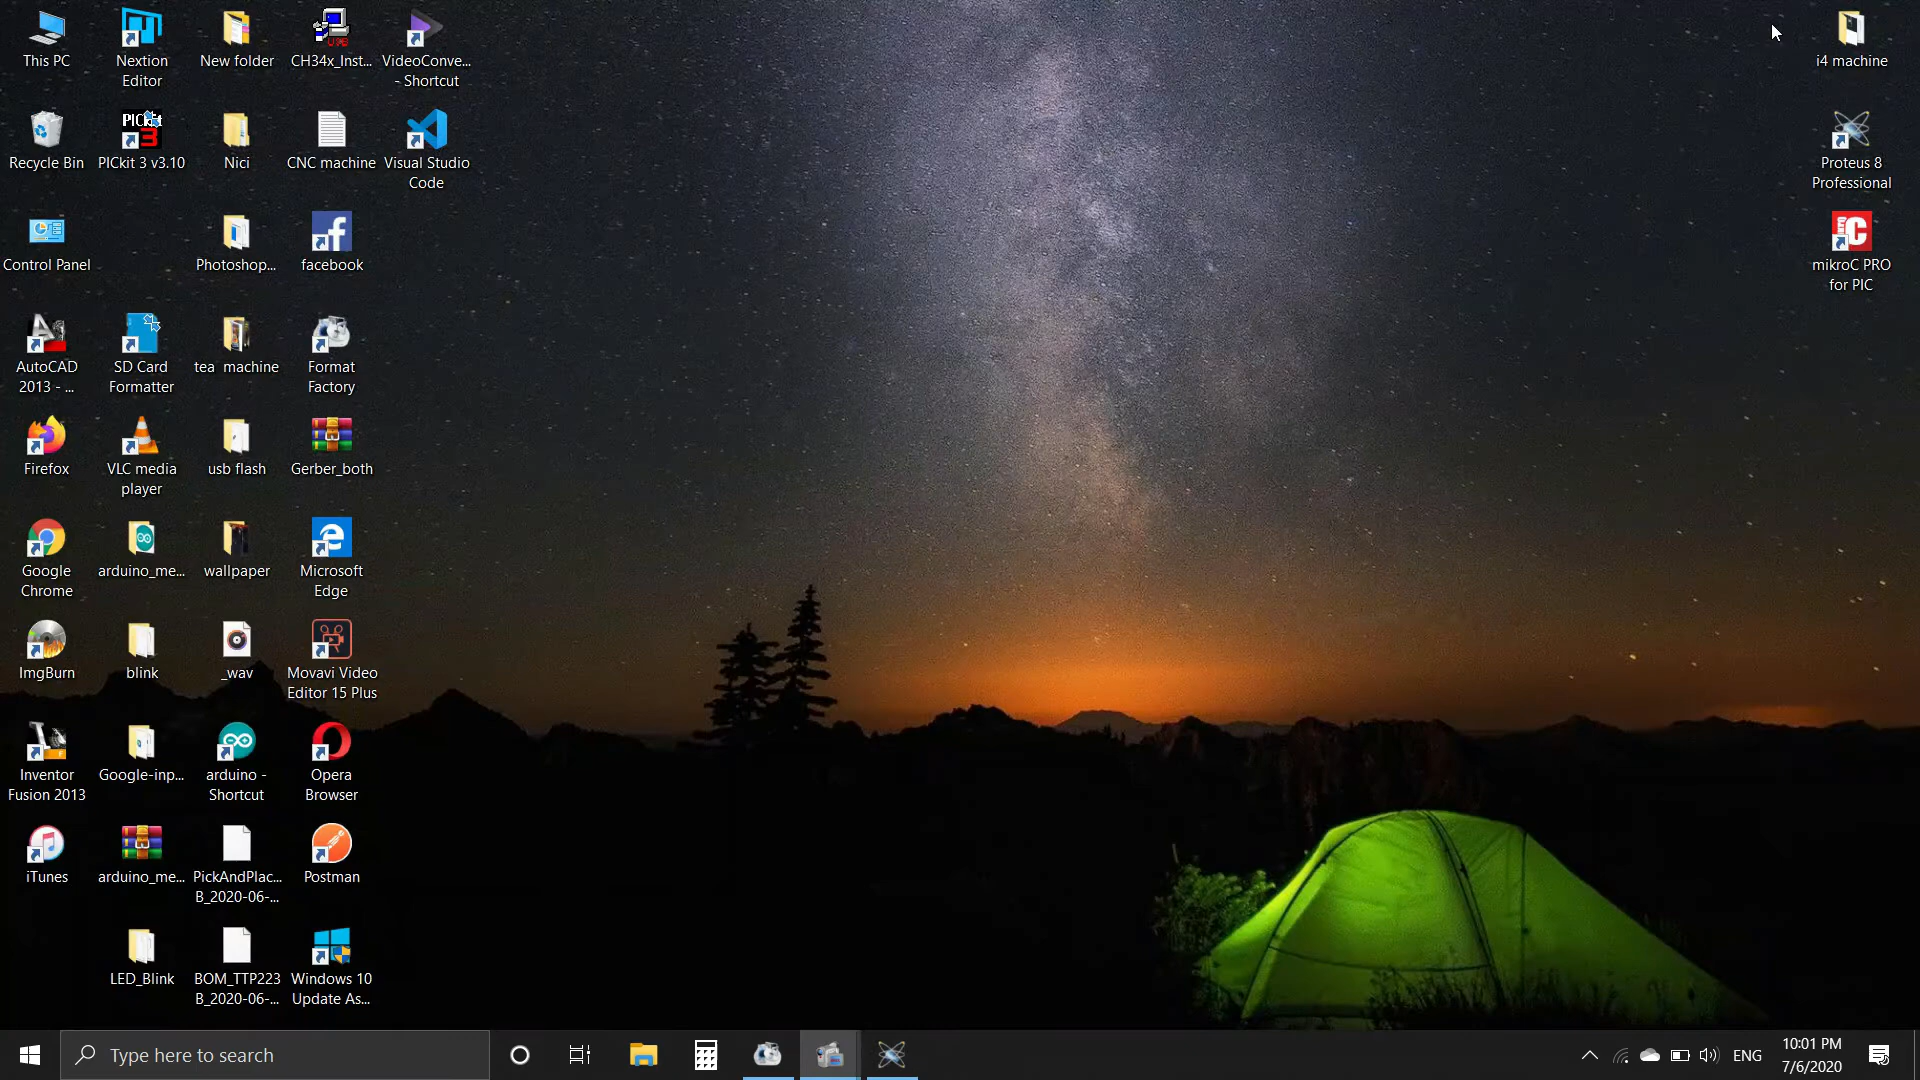 This PC
Nextion
Editor
New folder
CH34x_Inst...
VideoConve...
- Shortcut
i4 machine
Recycle Bin
PICkit
3
PICkit 3 v3.10
Nici
CNC machine
Visual Studio
Code
Proteus 8
Professional
Control Panel
Photoshop...
facebook
mikroC PRO
for PIC
AutoCAD
2013 - ...
SD Card
Formatter
tea machine
Format
Factory
Firefox
VLC media
player
usb flash
Gerber_both
Google
Chrome
arduino_me...
wallpaper
Microsoft
Edge
ImgBurn
blink
_wav
Movavi Video
Editor 15 Plus
Inventor
Fusion 2013
Google-inp...
arduino -
Shortcut
Opera
Browser
iTunes
arduino_me...
PickAndPlac...
B_2020-06-...
Postman
LED_Blink
BOM_TTP223
B_2020-06-...
Windows 10
Update As...
Type here to search
ENG
10:01 PM
7/6/2020